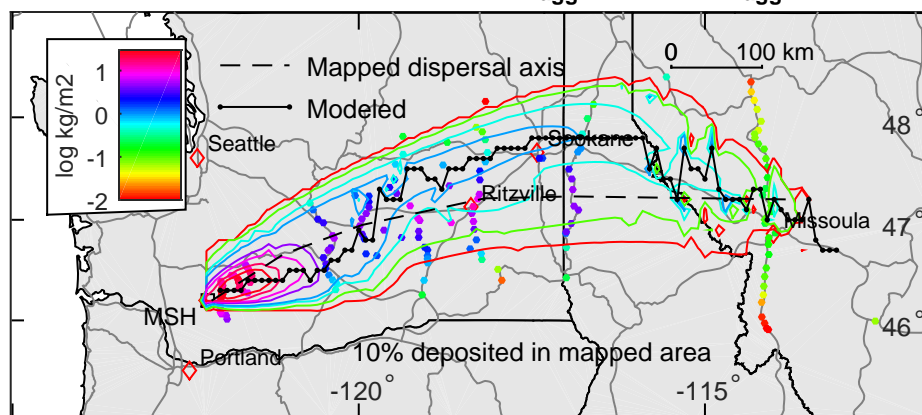 0 100 km
Mapped dispersal axis
Modeled
log kg/m2
1
0
-1
-2
Seattle
Spokane
48°
Ritzville
Missoula
47°
MSH
46°
Portland
10% deposited in mapped area
-120°
-115°